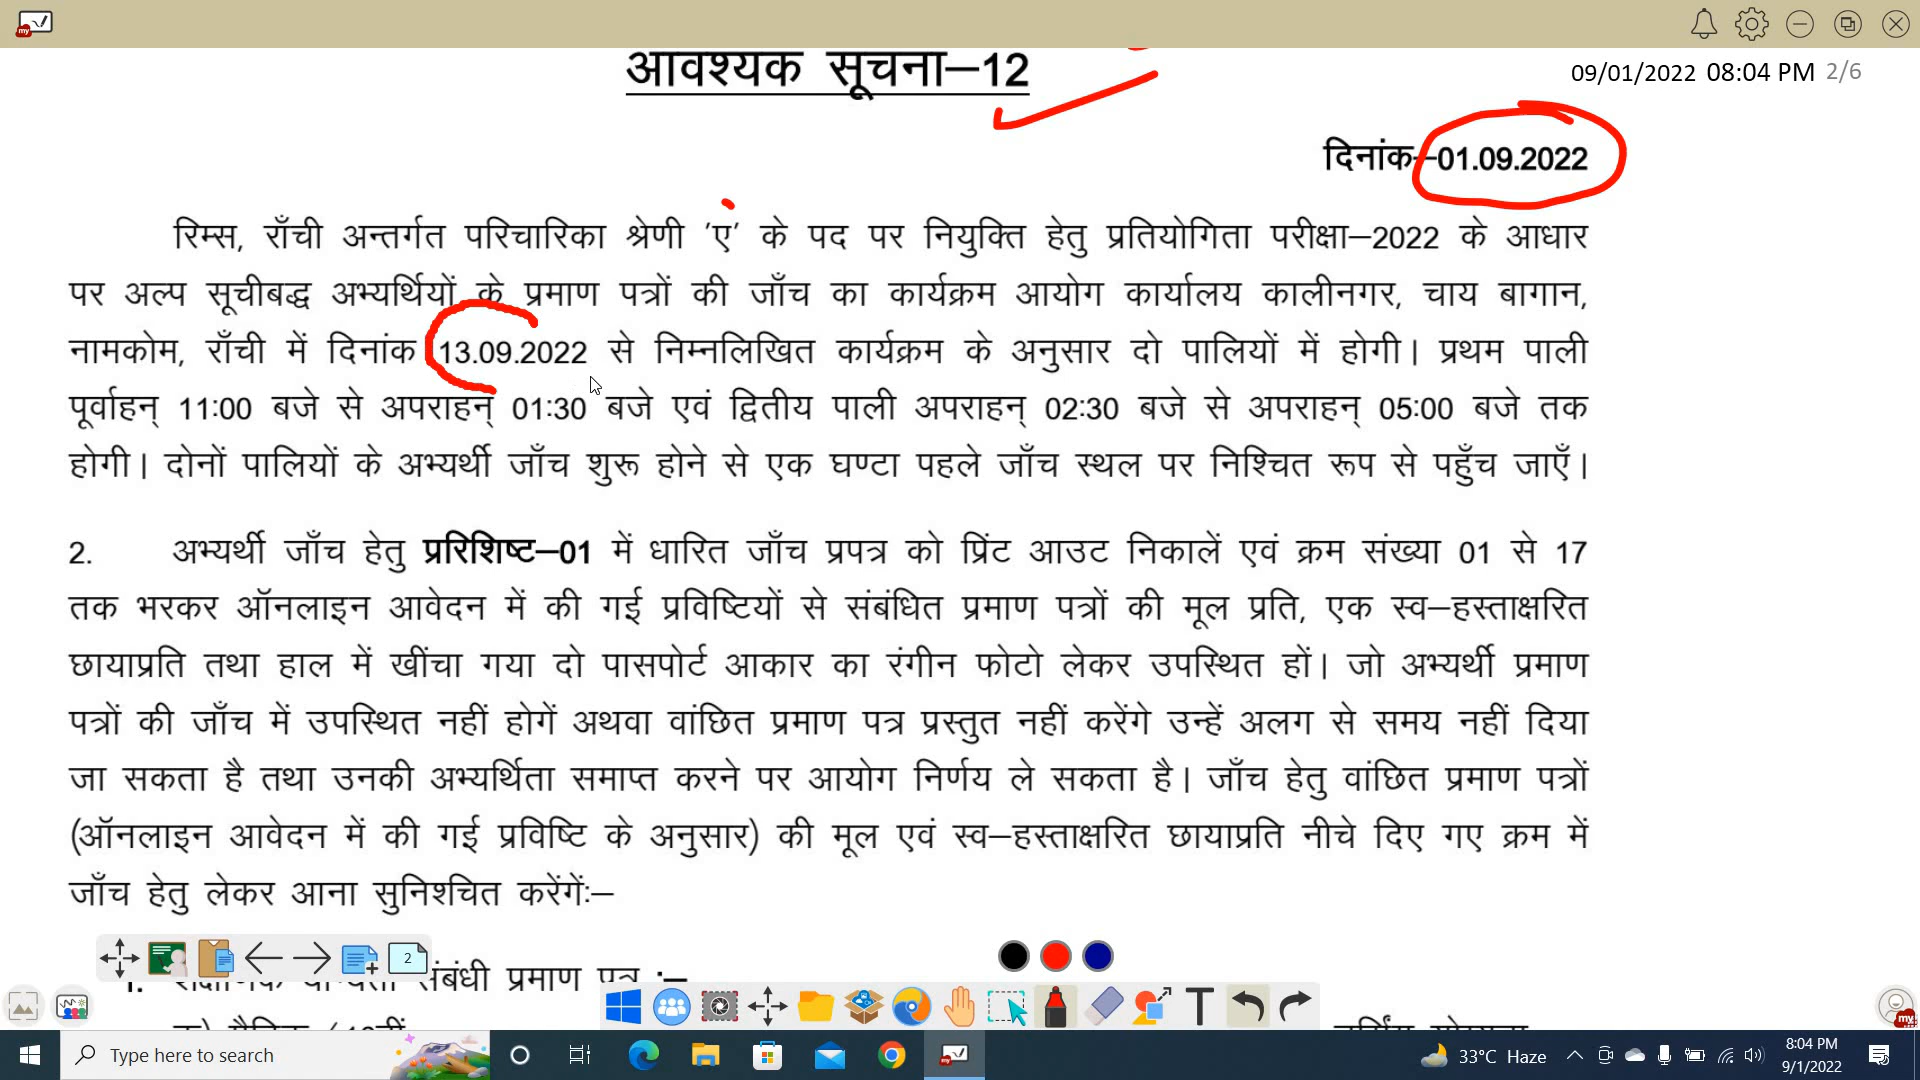 आवश्यक सूचना–12
09/01/2022 08:04 PM 2/6
दिनांक–01.09.2022
रिम्स, राँची अन्तर्गत परिचारिका श्रेणी 'ए' के पद पर नियुक्ति हेतु प्रतियोगिता परीक्षा–2022 के आधार
पर अल्प सूचीबद्ध अभ्यर्थियों के प्रमाण पत्रों की जाँच का कार्यक्रम आयोग कार्यालय कालीनगर, चाय बागान,
नामकोम, राँची में दिनांक 13.09.2022 से निम्नलिखित कार्यक्रम के अनुसार दो पालियों में होगी। प्रथम पाली
पूर्वाहन् 11:00 बजे से अपराहन् 01:30 बजे एवं द्वितीय पाली अपराहन् 02:30 बजे से अपराहन् 05:00 बजे तक
होगी। दोनों पालियों के अभ्यर्थी जाँच शुरू होने से एक घण्टा पहले जाँच स्थल पर निश्चित रूप से पहुँच जाएँ।
2. अभ्यर्थी जाँच हेतु प्ररिशिष्ट–01 में धारित जाँच प्रपत्र को प्रिंट आउट निकालें एवं क्रम संख्या 01 से 17
तक भरकर ऑनलाइन आवेदन में की गई प्रविष्टियों से संबंधित प्रमाण पत्रों की मूल प्रति, एक स्व–हस्ताक्षरित
छायाप्रति तथा हाल में खींचा गया दो पासपोर्ट आकार का रंगीन फोटो लेकर उपस्थित हों। जो अभ्यर्थी प्रमाण
पत्रों की जाँच में उपस्थित नहीं होगें अथवा वांछित प्रमाण पत्र प्रस्तुत नहीं करेंगे उन्हें अलग से समय नहीं दिया
जा सकता है तथा उनकी अभ्यर्थिता समाप्त करने पर आयोग निर्णय ले सकता है। जाँच हेतु वांछित प्रमाण पत्रों
(ऑनलाइन आवेदन में की गई प्रविष्टि के अनुसार) की मूल एवं स्व–हस्ताक्षरित छायाप्रति नीचे दिए गए क्रम में
जाँच हेतु लेकर आना सुनिश्चित करेंगें:–
2
संबंधी प्रमाण पत्र :–
Type here to search
33°C Haze
8:04 PM
9/1/2022